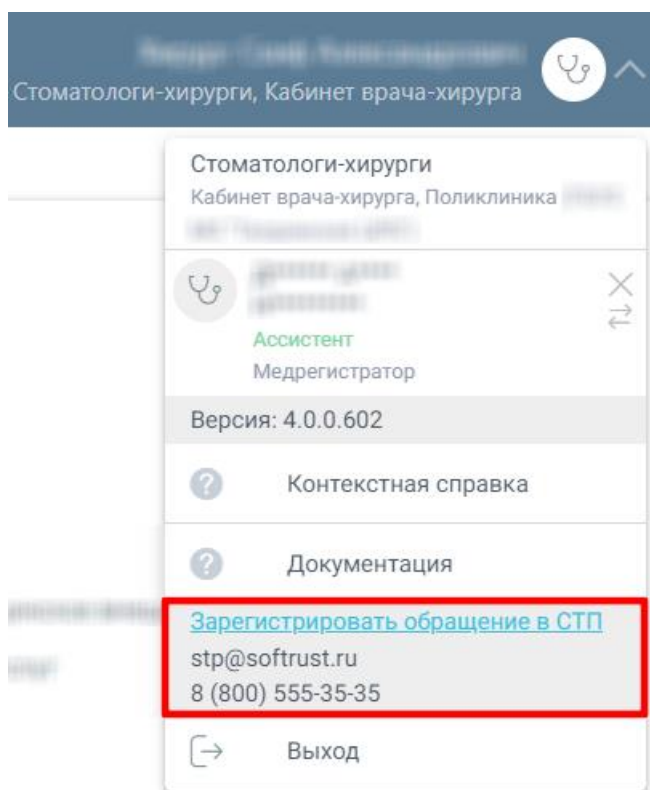 Стоматологи-хирурги, Кабинет врача-хирурга
Стоматологи-хирурги
Кабинет врача-хирурга, Поликлиника
Ассистент
Медрегистратор
Версия: 4.0.0.602
Контекстная справка
Документация
Зарегистрировать обращение в СТП
stp@softrust.ru
8 (800) 555-35-35
Выход